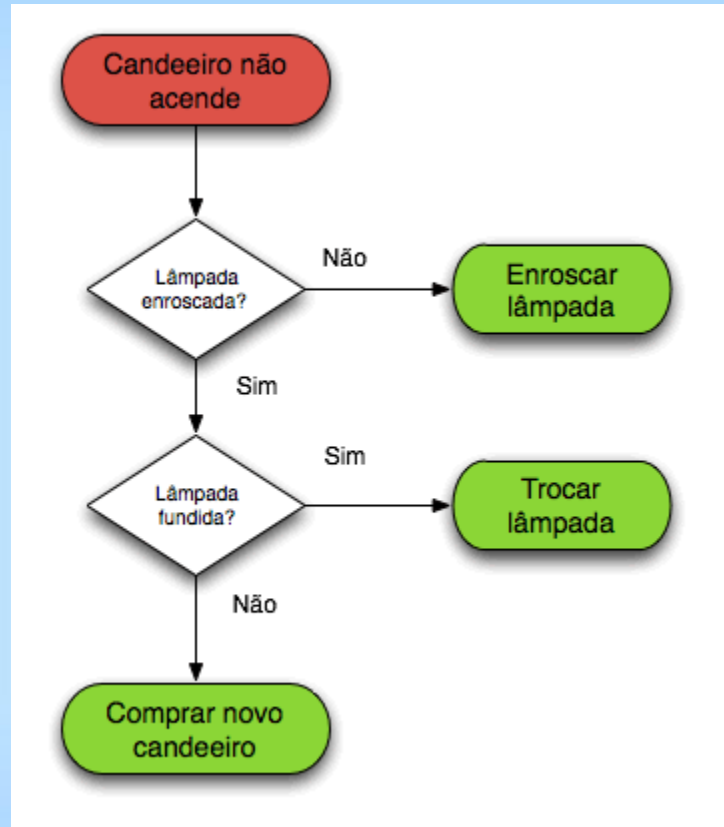 Candeeiro não
acende
Lâmpada
enroscada?
Não
Enroscar
lâmpada
Sim
Lâmpada
fundida?
Sim
Trocar
lâmpada
Não
Comprar novo
candeeiro